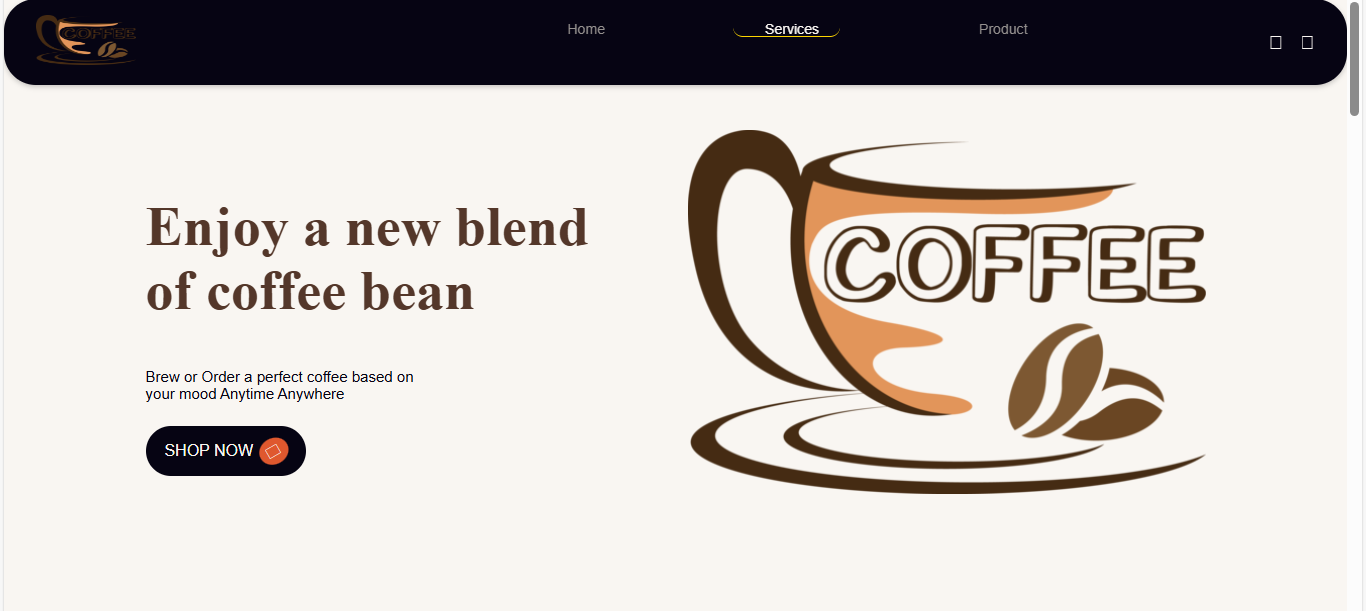 COFFEE
Home
Services
Product
Enjoy a new blend
of coffee bean
Brew or Order a perfect coffee based on
your mood Anytime Anywhere
SHOP NOW
COFFEE